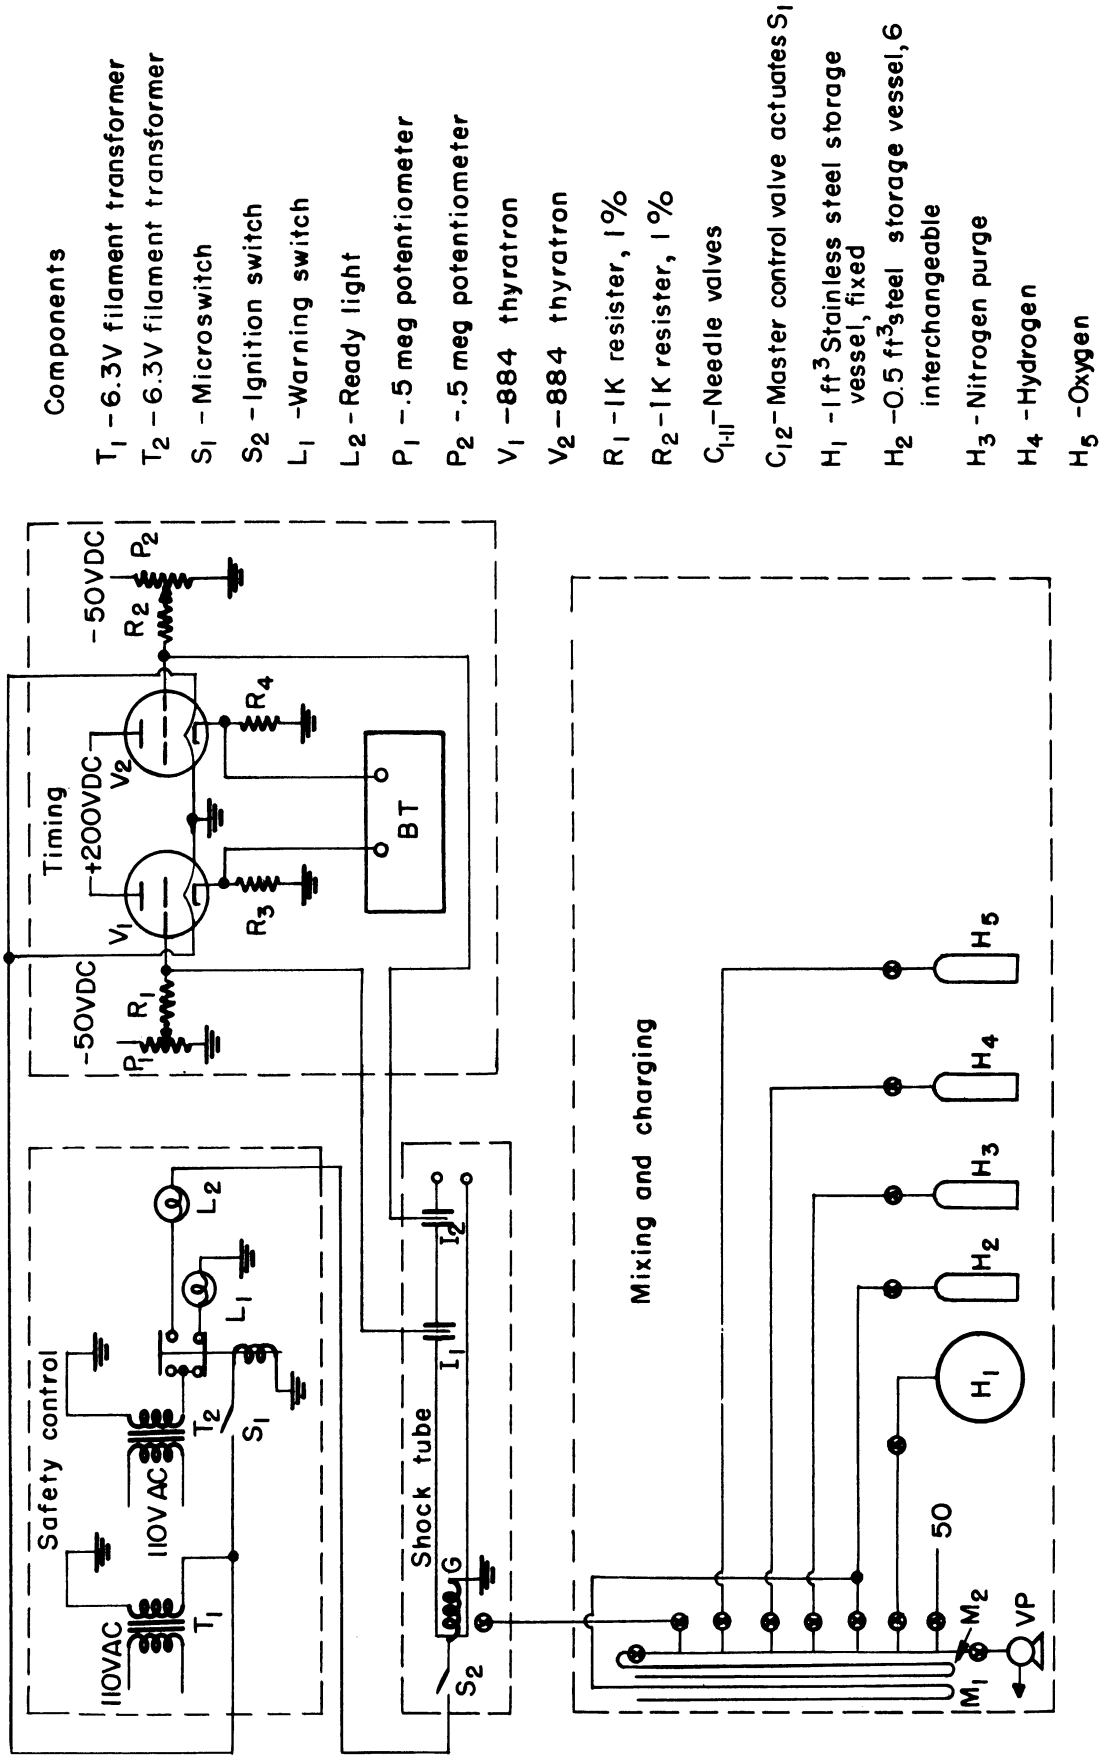 Safety control
110VAC
T₁
110VAC
T₂
S₁
L₁
L₂
Timing
-50VDC
P₁
R₁
V₁
+200VDC
V₂
-50VDC
R₂
P₂
R₃
R₄
BT
Shock tube
S₂
G
I₁
I₂
Mixing and charging
M₁
M₂
VP
50
H₁
H₂
H₃
H₄
H₅
Components
T₁ -6.3V filament transformer
T₂ -6.3V filament transformer
S₁ -Microswitch
S₂ -Ignition switch
L₁ -Warning switch
L₂ -Ready light
P₁ -.5 meg potentiometer
P₂ -.5 meg potentiometer
V₁ -884 thyratron
V₂-884 thyratron
R₁ -1K resister, 1%
R₂-1K resister, 1%
C₁₋₁₁-Needle valves
C₁₂-Master control valve actuates S₁
H₁ -1 ft³ Stainless steel storage
vessel, fixed
H₂ -0.5 ft³ steel storage vessel, 6
interchangeable
H₃ -Nitrogen purge
H₄ -Hydrogen
H₅ -Oxygen